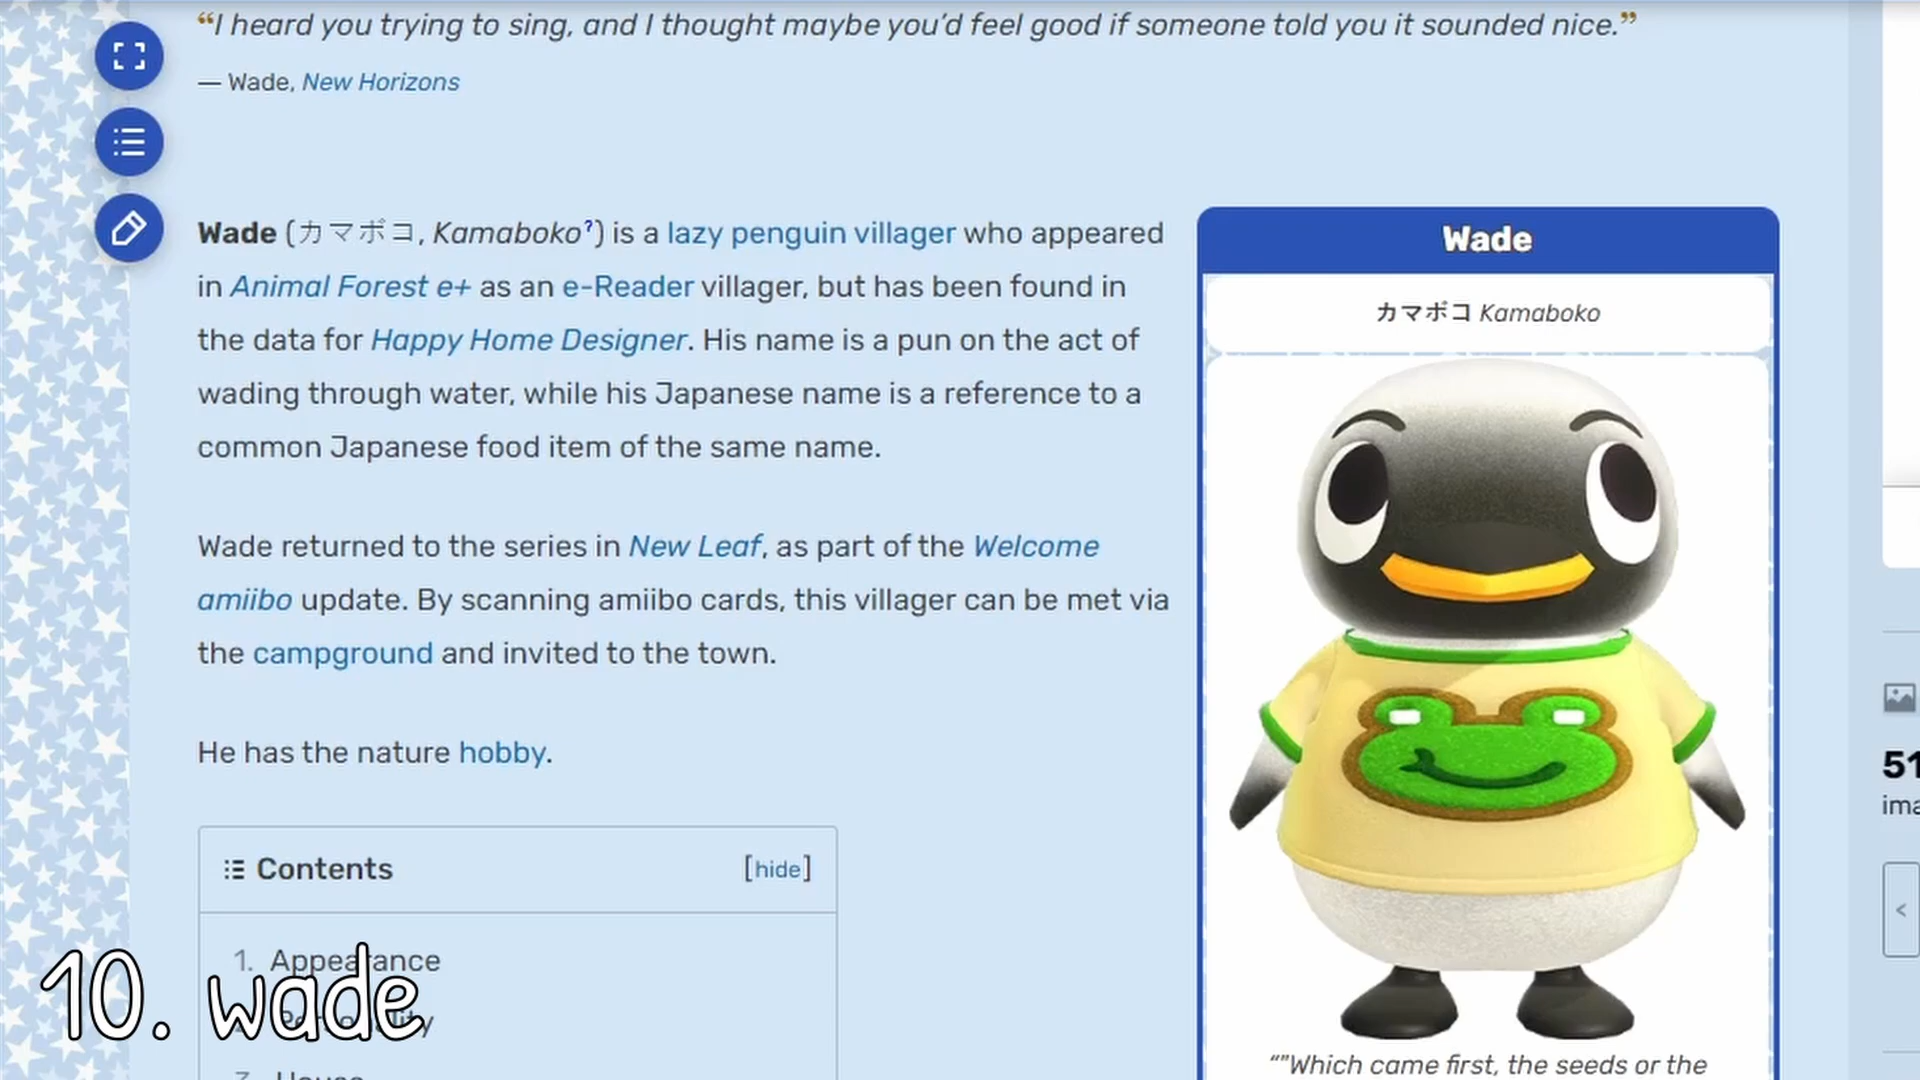 “I heard you trying to sing, and I thought maybe you’d feel good if someone told you it sounded nice.”
— Wade, New Horizons
Wade (カマボコ, Kamaboko?) is a lazy penguin villager who appeared
in Animal Forest e+ as an e-Reader villager, but has been found in
the data for Happy Home Designer. His name is a pun on the act of
wading through water, while his Japanese name is a reference to a
common Japanese food item of the same name.
Wade returned to the series in New Leaf, as part of the Welcome
amiibo update. By scanning amiibo cards, this villager can be met via
the campground and invited to the town.
He has the nature hobby.
Contents [hide]
1. Appearance
Personality
3. House
10. wade
Wade
カマボコ Kamaboko
“"Which came first, the seeds or the
51
ima